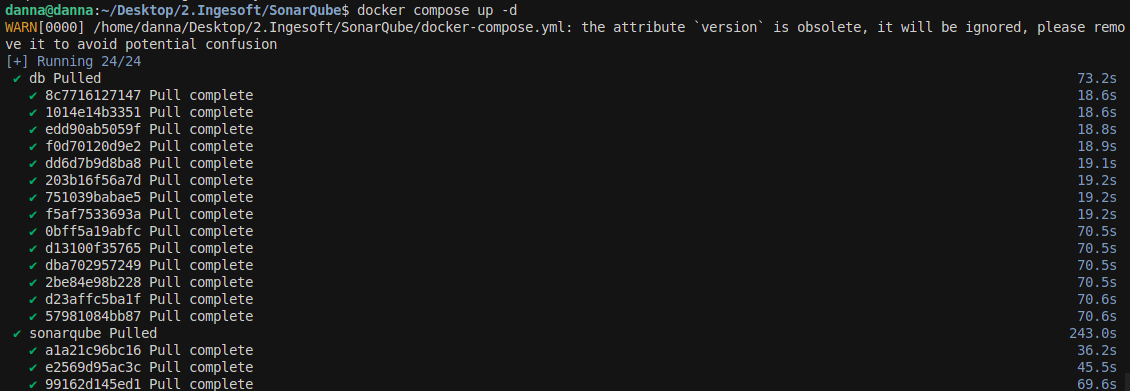 danna@danna:~/Desktop/2.Ingesoft/SonarQube$ docker compose up -d
WARN[0000] /home/danna/Desktop/2.Ingesoft/SonarQube/docker-compose.yml: the attribute `version` is obsolete, it will be ignored, please remo
ve it to avoid potential confusion
[+] Running 24/24
✔ db Pulled 73.2s
✔ 8c7716127147 Pull complete 18.6s
✔ 1014e14b3351 Pull complete 18.6s
✔ edd90ab5059f Pull complete 18.8s
✔ f0d70120d9e2 Pull complete 18.9s
✔ dd6d7b9d8ba8 Pull complete 19.1s
✔ 203b16f56a7d Pull complete 19.2s
✔ 751039babae5 Pull complete 19.2s
✔ f5af7533693a Pull complete 19.2s
✔ 0bff5a19abfc Pull complete 70.5s
✔ d13100f35765 Pull complete 70.5s
✔ dba702957249 Pull complete 70.5s
✔ 2be84e98b228 Pull complete 70.5s
✔ d23affc5ba1f Pull complete 70.6s
✔ 57981084bb87 Pull complete 70.6s
✔ sonarqube Pulled 243.0s
✔ a1a21c96bc16 Pull complete 36.2s
✔ e2569d95ac3c Pull complete 45.5s
✔ 99162d145ed1 Pull complete 69.6s